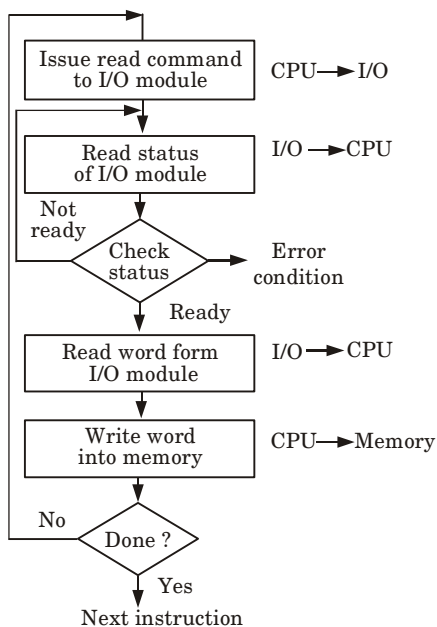 Issue read command
to I/O module
CPU I/O
Read status
of I/O module
I/O CPU
Not
ready
Check
status
Error
condition
Ready
Read word form
I/O module
I/O CPU
Write word
into memory
CPU Memory
No
Done ?
Yes
Next instruction